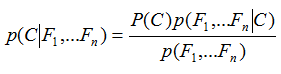 p(C|F₁,...Fₙ) = P(C)p(F₁,...Fₙ|C) / p(F₁,...Fₙ)